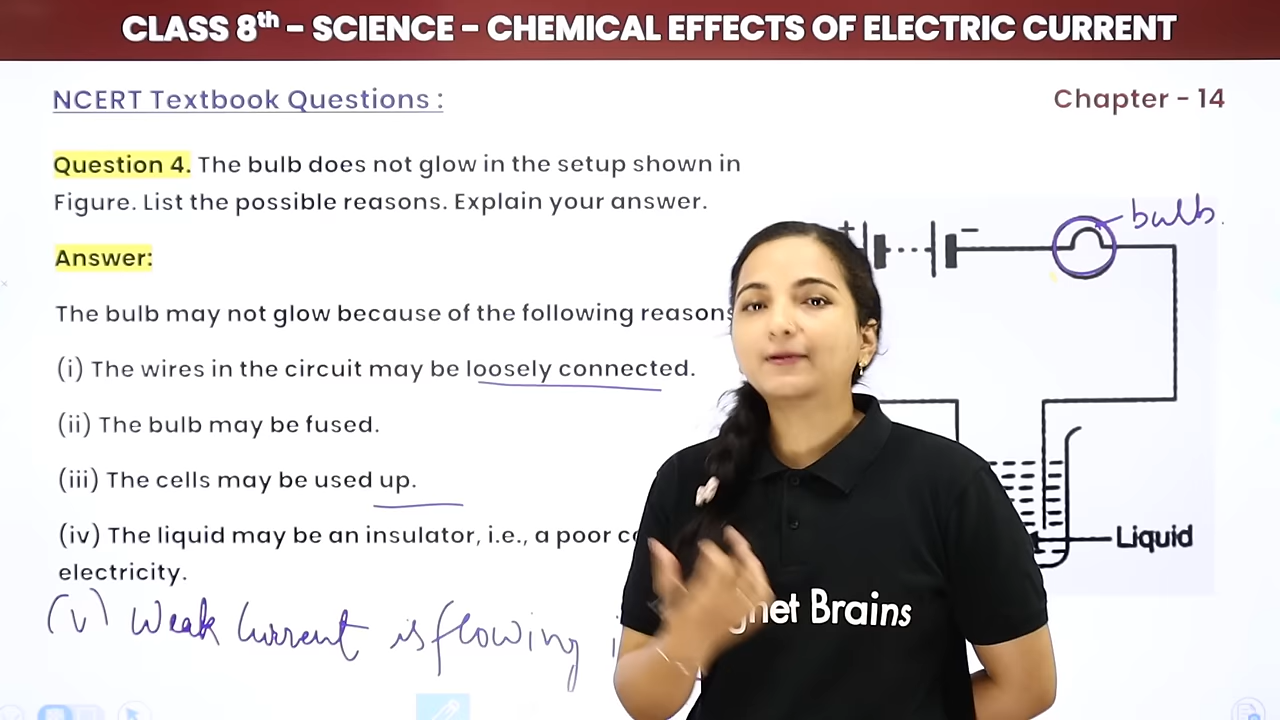 CLASS 8th - SCIENCE - CHEMICAL EFFECTS OF ELECTRIC CURRENT
NCERT Textbook Questions :
Chapter - 14
Question 4. The bulb does not glow in the setup shown in
Figure. List the possible reasons. Explain your answer.
Answer:
The bulb may not glow because of the following reasons
(i) The wires in the circuit may be loosely connected.
(ii) The bulb may be fused.
(iii) The cells may be used up.
(iv) The liquid may be an insulator, i.e., a poor
electricity.
(v) Weak Current is flowing
+
-
bulb.
Liquid
Brains